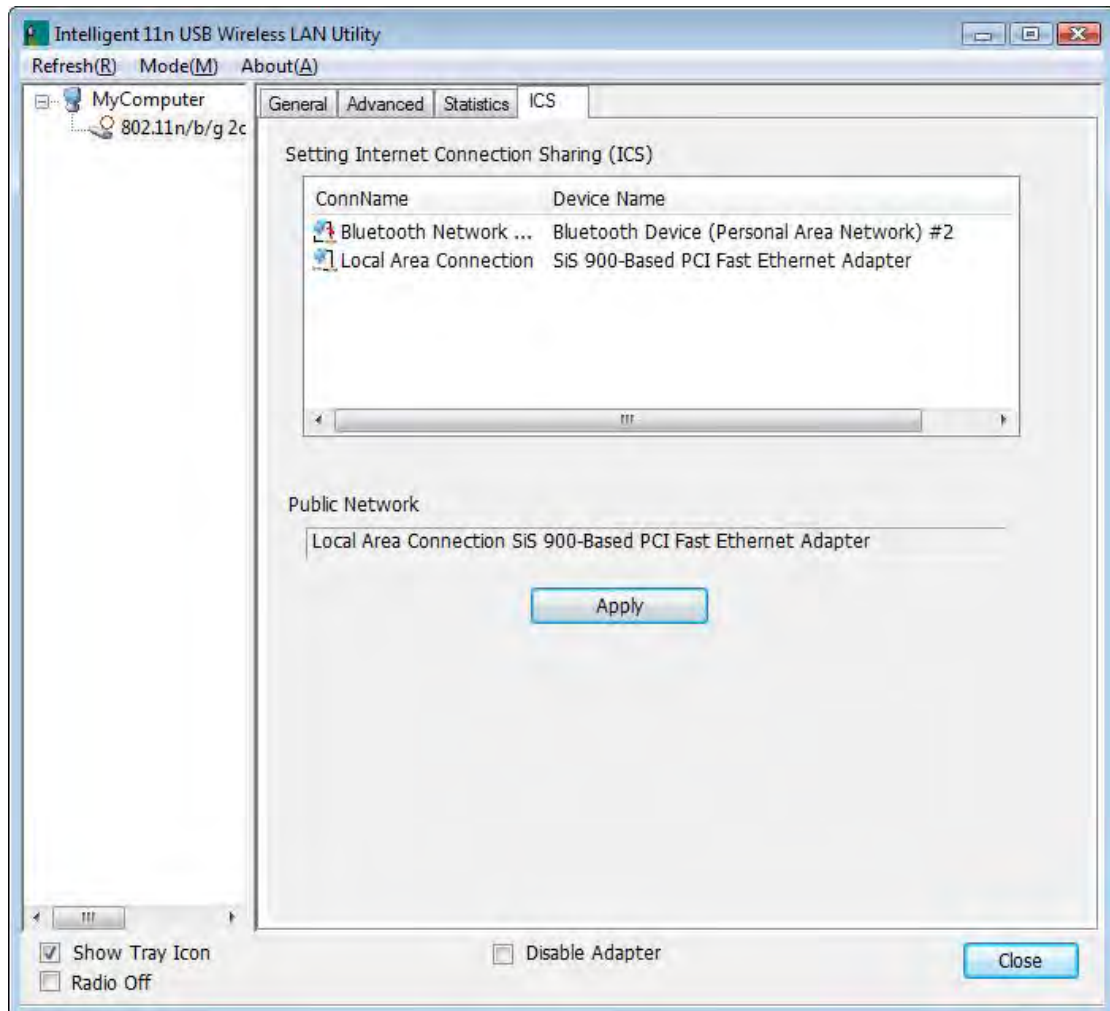 Intelligent 11n USB Wireless LAN Utility
Refresh(R) Mode(M) About(A)
MyComputer
802.11n/b/g 2c
General Advanced Statistics ICS
Setting Internet Connection Sharing (ICS)
ConnName Device Name
Bluetooth Network ... Bluetooth Device (Personal Area Network) #2
Local Area Connection SiS 900-Based PCI Fast Ethernet Adapter
Public Network
Local Area Connection SiS 900-Based PCI Fast Ethernet Adapter
Apply
Show Tray Icon Disable Adapter Close
Radio Off